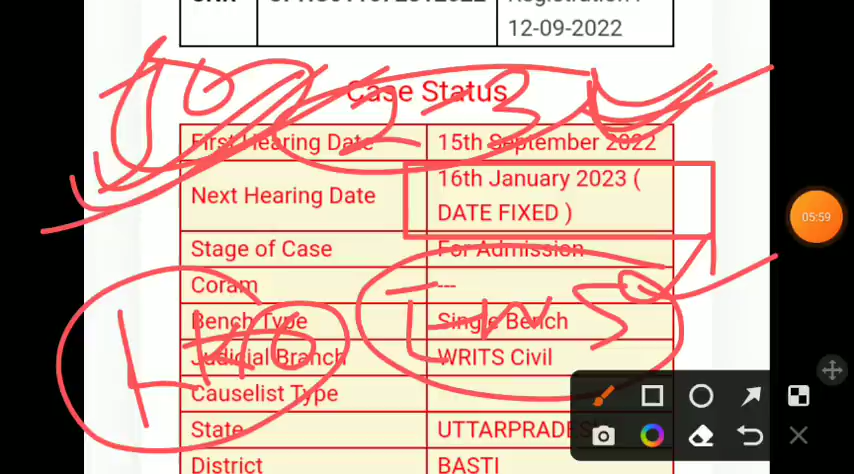 Registration :
12-09-2022
Case Status
First Hearing Date 15th September 2022
Next Hearing Date 16th January 2023 (
DATE FIXED )
Stage of Case For Admission
Coram ---
Bench Type Single Bench
Judicial Branch WRITS Civil
Causelist Type
State UTTARPRADES
District BASTI
05:59